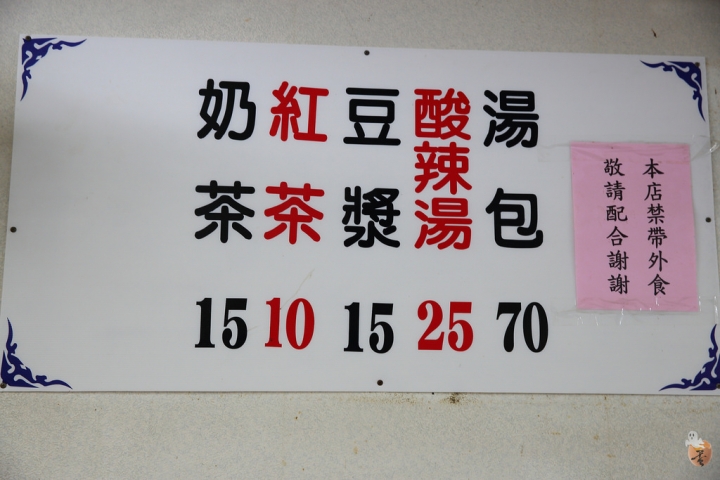 本店禁帶外食
敬請配合謝謝
湯包 70
酸辣湯 25
豆漿 15
紅茶 10
奶茶 15